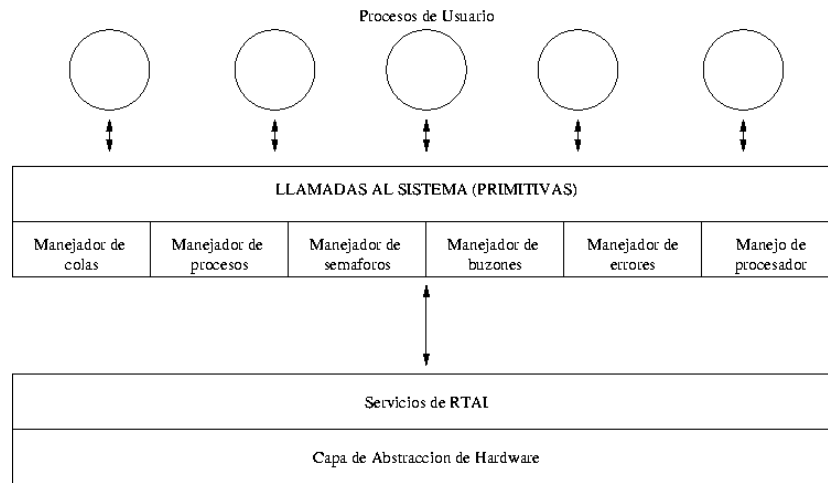 Procesos de Usuario
LLAMADAS AL SISTEMA (PRIMITIVAS)
Manejador de
colas
Manejador de
procesos
Manejador de
semaforos
Manejador de
buzones
Manejador de
errores
Manejo de
procesador
Servicios de RTAI
Capa de Abstraccion de Hardware